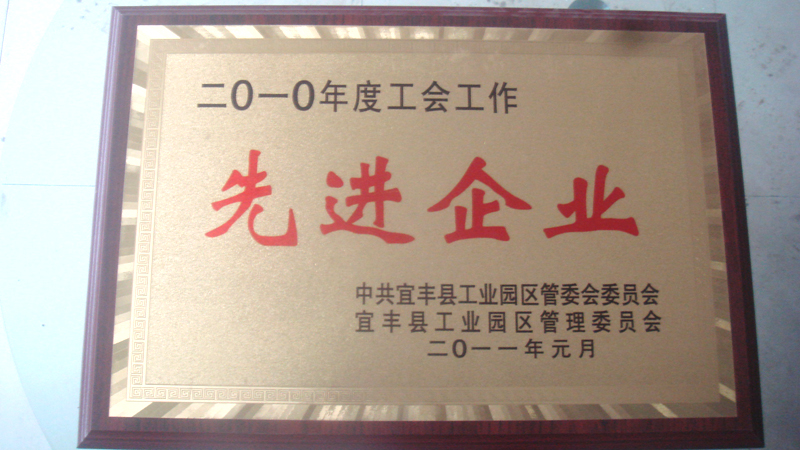 二0一0年度工会工作
先进企业
中共宜丰县工业园区管委会委员会
宜丰县工业园区管理委员会
二0一一年元月